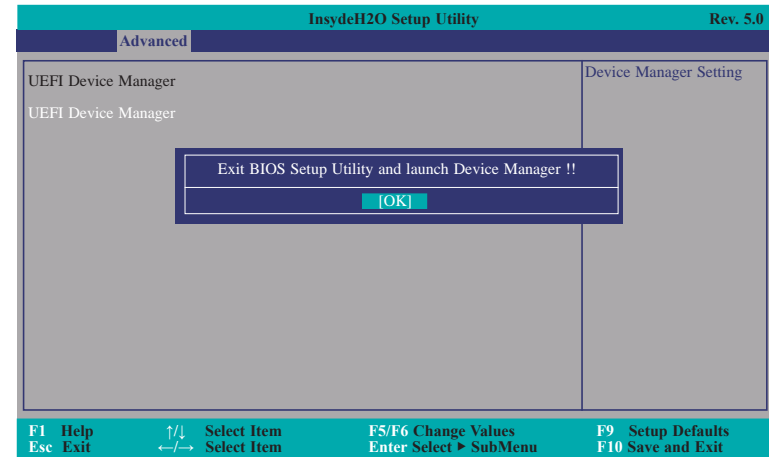 InsydeH2O Setup Utility Rev. 5.0
Advanced
UEFI Device Manager
UEFI Device Manager
Device Manager Setting
Exit BIOS Setup Utility and launch Device Manager !!
[OK]
F1 Help ↑/↓ Select Item F5/F6 Change Values F9 Setup Defaults
Esc Exit ←/→ Select Item Enter Select ▶ SubMenu F10 Save and Exit